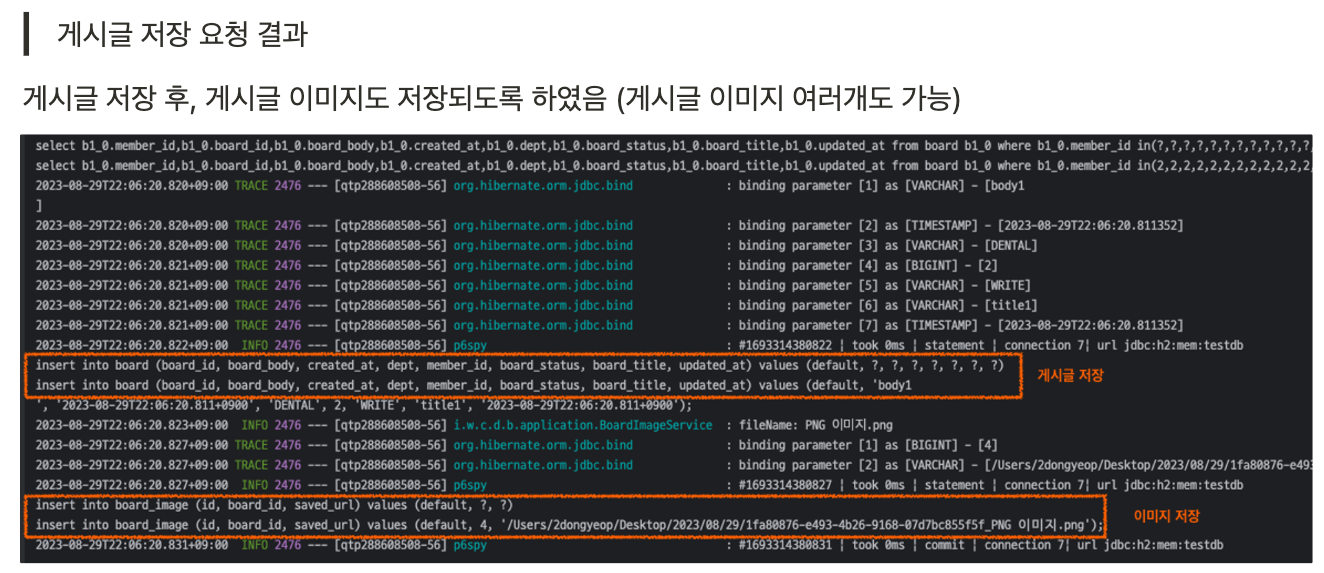 게시글 저장 요청 결과
게시글 저장 후, 게시글 이미지도 저장되도록 하였음 (게시글 이미지 여러개도 가능)
select b1_0.member_id,b1_0.board_id,b1_0.board_body,b1_0.created_at,b1_0.dept,b1_0.board_status,b1_0.board_title,b1_0.updated_at from board b1_0 where b1_0.member_id in(?,?,?,?,?,?,?,?,?,?,?,?,
select b1_0.member_id,b1_0.board_id,b1_0.board_body,b1_0.created_at,b1_0.dept,b1_0.board_status,b1_0.board_title,b1_0.updated_at from board b1_0 where b1_0.member_id in(2,2,2,2,2,2,2,2,2,2,2,2,
2023-08-29T22:06:20.820+09:00 TRACE 2476 --- [qtp288608508-56] org.hibernate.orm.jdbc.bind : binding parameter [1] as [VARCHAR] - [body1
]
2023-08-29T22:06:20.820+09:00 TRACE 2476 --- [qtp288608508-56] org.hibernate.orm.jdbc.bind : binding parameter [2] as [TIMESTAMP] - [2023-08-29T22:06:20.811352]
2023-08-29T22:06:20.820+09:00 TRACE 2476 --- [qtp288608508-56] org.hibernate.orm.jdbc.bind : binding parameter [3] as [VARCHAR] - [DENTAL]
2023-08-29T22:06:20.821+09:00 TRACE 2476 --- [qtp288608508-56] org.hibernate.orm.jdbc.bind : binding parameter [4] as [BIGINT] - [2]
2023-08-29T22:06:20.821+09:00 TRACE 2476 --- [qtp288608508-56] org.hibernate.orm.jdbc.bind : binding parameter [5] as [VARCHAR] - [WRITE]
2023-08-29T22:06:20.821+09:00 TRACE 2476 --- [qtp288608508-56] org.hibernate.orm.jdbc.bind : binding parameter [6] as [VARCHAR] - [title1]
2023-08-29T22:06:20.821+09:00 TRACE 2476 --- [qtp288608508-56] org.hibernate.orm.jdbc.bind : binding parameter [7] as [TIMESTAMP] - [2023-08-29T22:06:20.811352]
2023-08-29T22:06:20.822+09:00 INFO 2476 --- [qtp288608508-56] p6spy : #1693314380822 | took 0ms | statement | connection 7| url jdbc:h2:mem:testdb
insert into board (board_id, board_body, created_at, dept, member_id, board_status, board_title, updated_at) values (default, ?, ?, ?, ?, ?, ?, ?)
게시글 저장
insert into board (board_id, board_body, created_at, dept, member_id, board_status, board_title, updated_at) values (default, 'body1
', '2023-08-29T22:06:20.811+0900', 'DENTAL', 2, 'WRITE', 'title1', '2023-08-29T22:06:20.811+0900');
2023-08-29T22:06:20.823+09:00 INFO 2476 --- [qtp288608508-56] i.w.c.d.b.application.BoardImageService : fileName: PNG 이미지.png
2023-08-29T22:06:20.827+09:00 TRACE 2476 --- [qtp288608508-56] org.hibernate.orm.jdbc.bind : binding parameter [1] as [BIGINT] - [4]
2023-08-29T22:06:20.827+09:00 TRACE 2476 --- [qtp288608508-56] org.hibernate.orm.jdbc.bind : binding parameter [2] as [VARCHAR] - [/Users/2dongyeop/Desktop/2023/08/29/1fa80876-e493
2023-08-29T22:06:20.827+09:00 INFO 2476 --- [qtp288608508-56] p6spy : #1693314380827 | took 0ms | statement | connection 7| url jdbc:h2:mem:testdb
insert into board_image (id, board_id, saved_url) values (default, ?, ?)
이미지 저장
insert into board_image (id, board_id, saved_url) values (default, 4, '/Users/2dongyeop/Desktop/2023/08/29/1fa80876-e493-4b26-9168-07d7bc855f5f_PNG 이미지.png');
2023-08-29T22:06:20.831+09:00 INFO 2476 --- [qtp288608508-56] p6spy : #1693314380831 | took 0ms | commit | connection 7| url jdbc:h2:mem:testdb